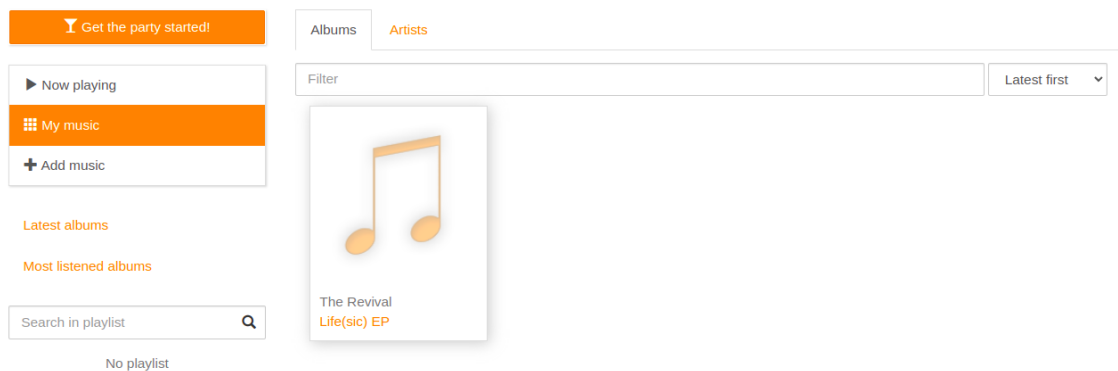 Get the party started!
Now playing
My music
Add music
Latest albums
Most listened albums
Search in playlist
No playlist
Albums
Artists
Filter
Latest first
The Revival
Life(sic) EP